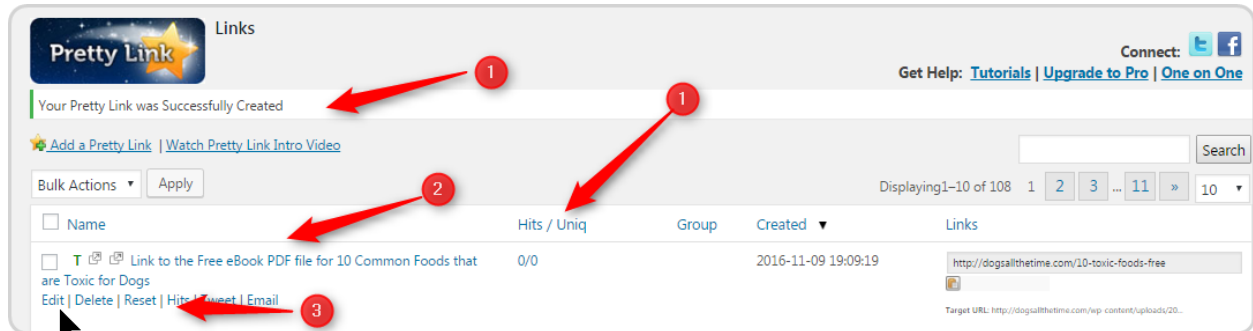 Pretty Link
Links
Connect:
Get Help: Tutorials | Upgrade to Pro | One on One
1
1
Your Pretty Link was Successfully Created
Add a Pretty Link | Watch Pretty Link Intro Video
Search
Bulk Actions Apply
2
Displaying1–10 of 108 1 2 3 ... 11 » 10
Name Hits / Uniq Group Created ▼ Links
T Link to the Free eBook PDF file for 10 Common Foods that
are Toxic for Dogs
0/0
2016-11-09 19:09:19
http://dogsallthetime.com/10-toxic-foods-free
Edit | Delete | Reset | Hits | Tweet | Email
3
Target URL: http://dogsallthetime.com/wp-content/uploads/20...